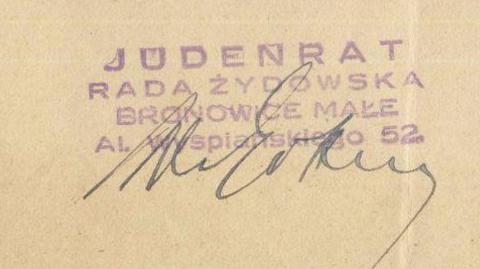 JUDENRAT
RADA ŻYDOWSKA
BRONOWICE MAŁE
Al. Wyspiańskiego 52